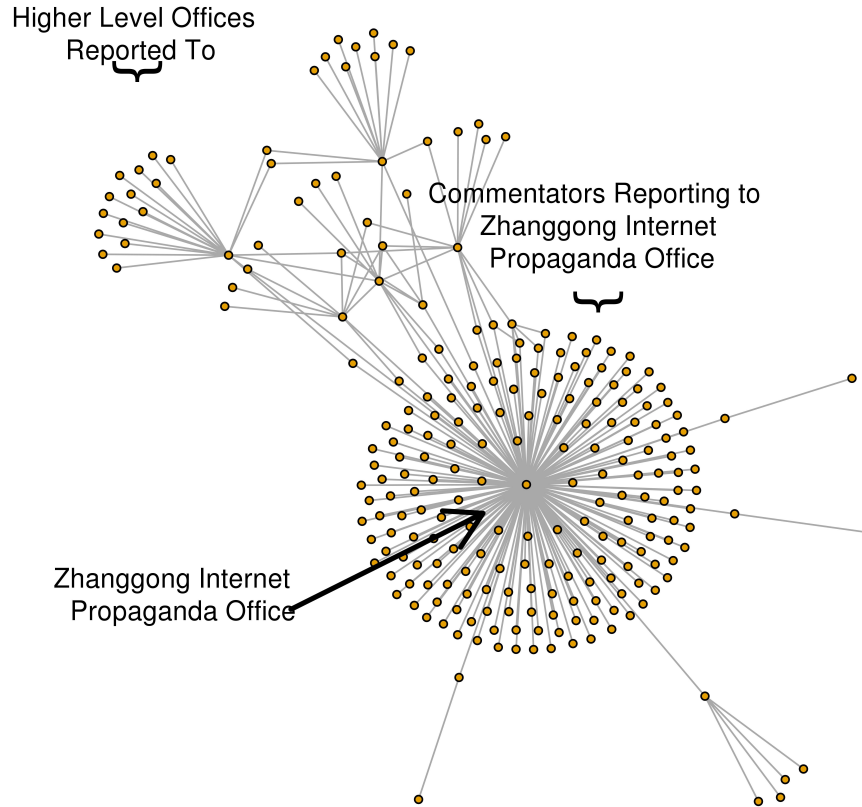 Higher Level Offices
Reported To
Commentators Reporting to
Zhanggong Internet
Propaganda Office
Zhanggong Internet
Propaganda Office